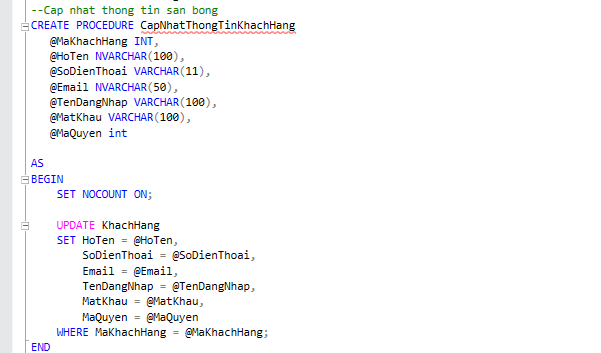 --Cap nhat thong tin san bong
CREATE PROCEDURE CapNhatThongTinKhachHang
@MaKhachHang INT,
@HoTen NVARCHAR(100),
@SoDienThoai VARCHAR(11),
@Email NVARCHAR(50),
@TenDangNhap VARCHAR(100),
@MatKhau VARCHAR(100),
@MaQuyen int
AS
BEGIN
SET NOCOUNT ON;
UPDATE KhachHang
SET HoTen = @HoTen,
SoDienThoai = @SoDienThoai,
Email = @Email,
TenDangNhap = @TenDangNhap,
MatKhau = @MatKhau,
MaQuyen = @MaQuyen
WHERE MaKhachHang = @MaKhachHang;
END